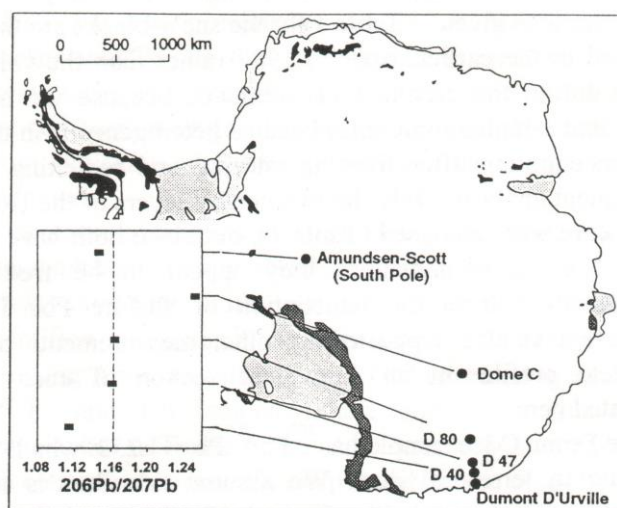 0 500 1000 km
Amundsen-Scott
(South Pole)
Dome C
D 80
D 47
D 40
Dumont D'Urville
1.08 1.12 1.16 1.20 1.24
206Pb/207Pb